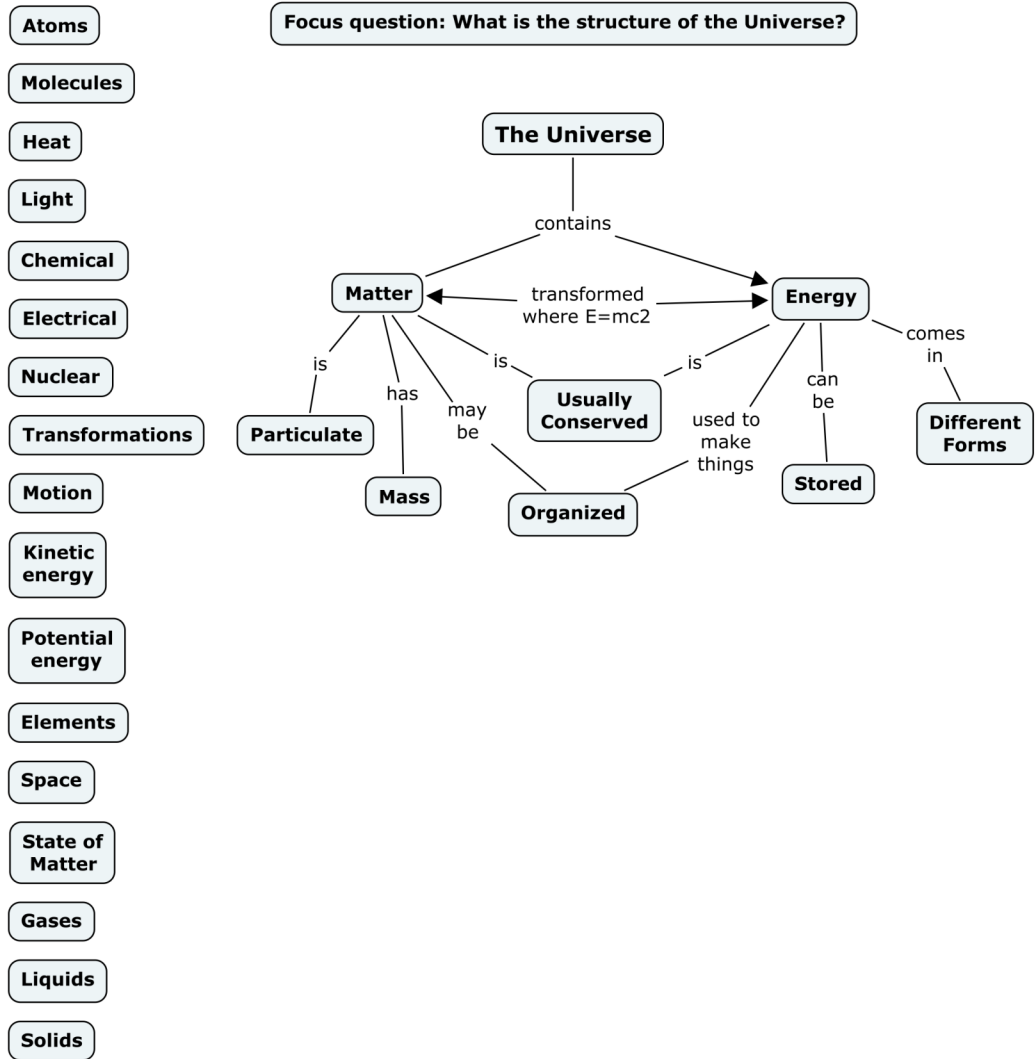 Focus question: What is the structure of the Universe?
Atoms
Molecules
Heat
Light
Chemical
Electrical
Nuclear
Transformations
Motion
Kinetic
energy
Potential
energy
Elements
Space
State of
Matter
Gases
Liquids
Solids
The Universe
contains
Matter
transformed
where E=mc2
Energy
is
has
may
be
is
is
used to
make
things
can
be
comes
in
Particulate
Mass
Usually
Conserved
Organized
Stored
Different
Forms